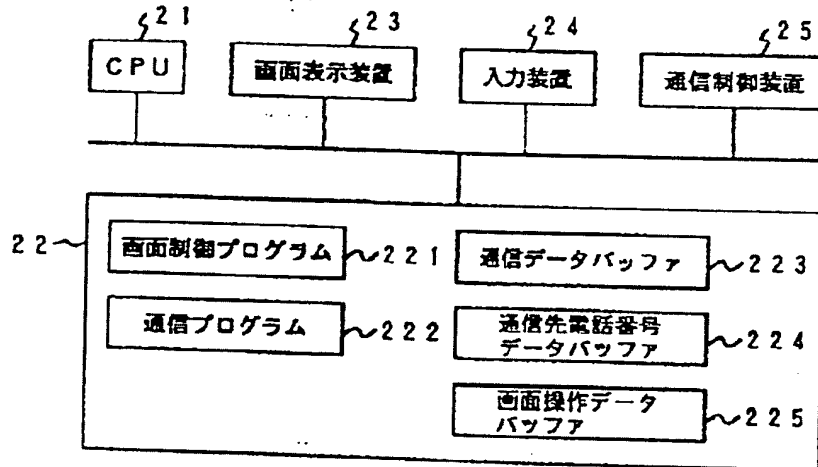 21
23
24
25
CPU
画面表示装置
入力装置
通信制御装置
22
画面制御プログラム
221
通信データバッファ
223
通信プログラム
222
通信先電話番号
データバッファ
224
画面操作データ
バッファ
225